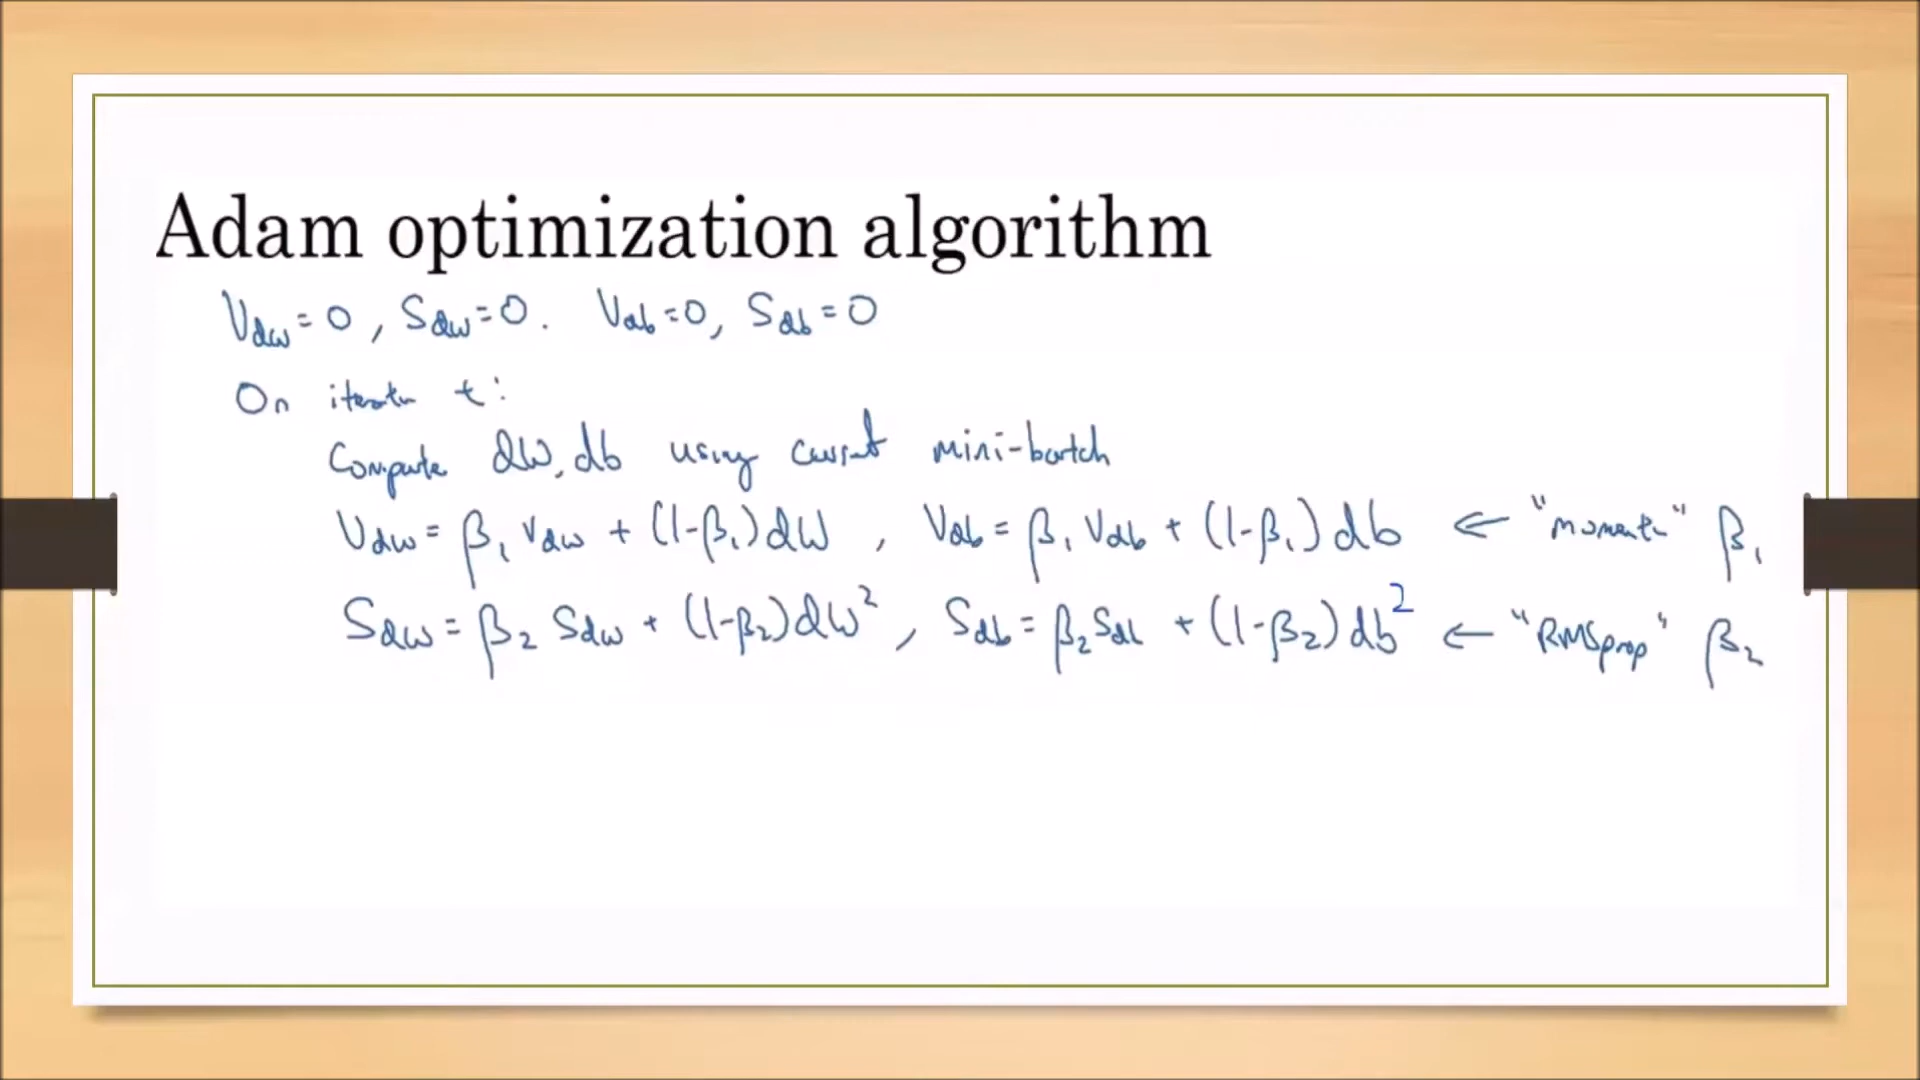 Adam optimization algorithm
Vdw = 0, Sdw = 0. Vdb = 0, Sdb = 0
On iteratn t:
Compute dW, db using current mini-batch
Vdw = β₁ Vdw + (1-β₁) dW , Vdb = β₁ Vdb + (1-β₁) db ← "moment" β₁
Sdw = β₂ Sdw + (1-β₂) dW² , Sdb = β₂ Sdb + (1-β₂) db² ← "RMSprop" β₂